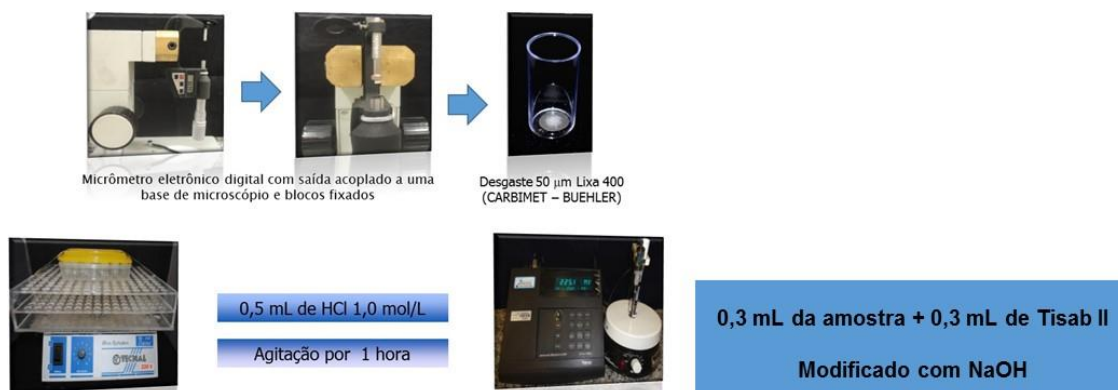 Micrômetro eletrônico digital com saída acoplado a uma
base de microscópio e blocos fixados
Desgaste 50 μm Lixa 400
(CARBIMET – BUEHLER)
0,5 mL de HCl 1,0 mol/L
Agitação por 1 hora
TECNAL
0,3 mL da amostra + 0,3 mL de Tisab II
Modificado com NaOH